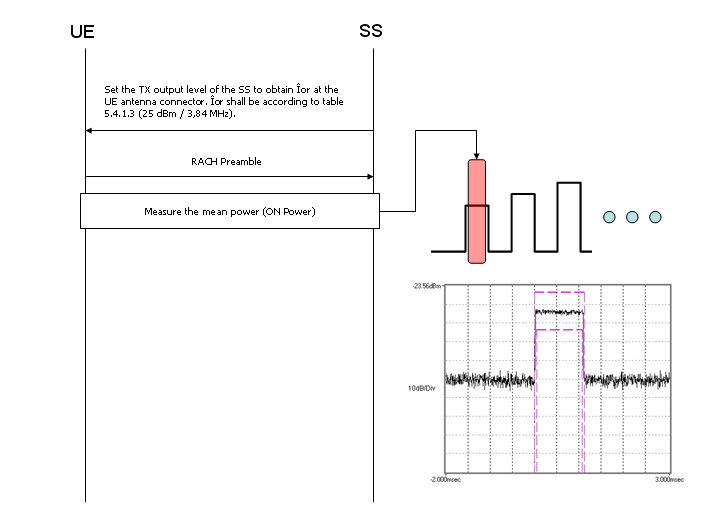 UE
SS
Set the TX output level of the SS to obtain Îor at the
UE antenna connector. Îor shall be according to table
5.4.1.3 (25 dBm / 3,84 MHz).
RACH Preamble
Measure the mean power (ON Power)
-23.56dBm
10dB/Div
-2.000msec
3.000msec